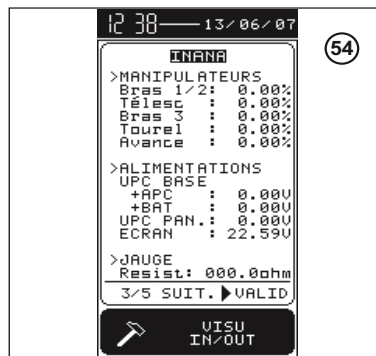 12 38 13/06/07
INANA
>MANIPULATEURS
Bras 1/2: 0.00%
Télesc : 0.00%
Bras 3 : 0.00%
Tourel : 0.00%
Avance : 0.00%
>ALIMENTATIONS
UPC BASE
+APC : 0.00V
+BAT : 0.00V
UPC PAN.: 0.00V
ECRAN : 22.59V
>JAUGE
Resist: 000.0ohm
3/5 SUIT.▶VALID
VISU
IN/OUT
54